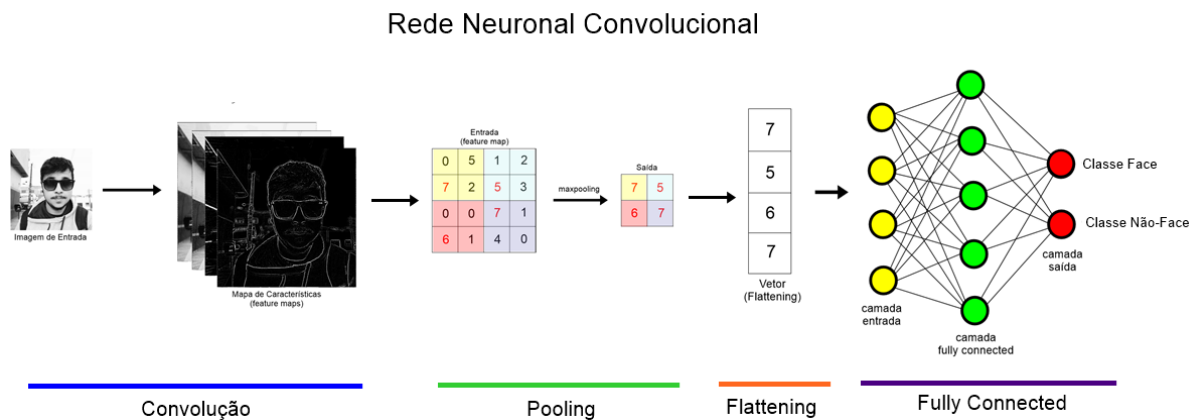 Rede Neuronal Convolucional
Imagem de Entrada
Mapa de Características
(feature maps)
Entrada
(feature map)
0 5 1 2
7 2 5 3
0 0 7 1
6 1 4 0
maxpooling
Saída
7 5
6 7
7
5
6
7
Vetor
(Flattening)
camada
entrada
camada
fully connected
Classe Face
Classe Não-Face
camada
saída
Convolução
Pooling
Flattening
Fully Connected